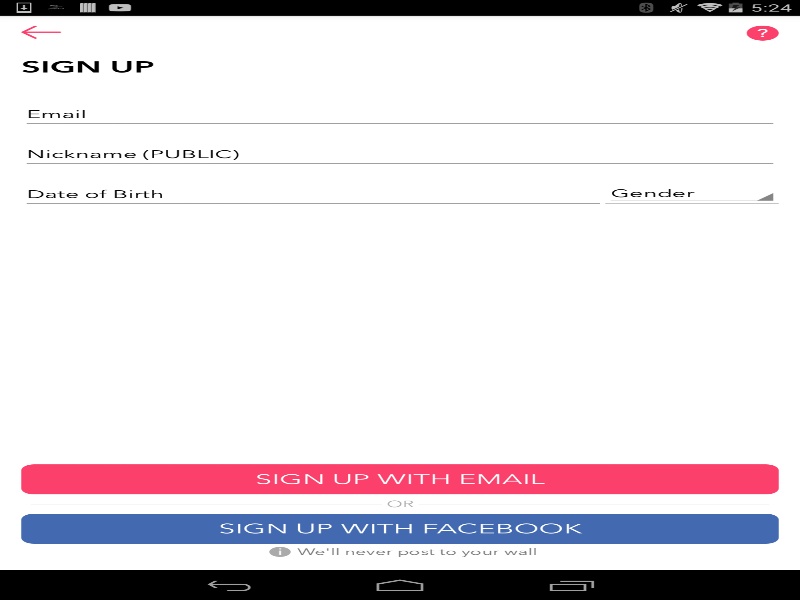 5:24
?
SIGN UP
Email
Nickname (PUBLIC)
Date of Birth Gender
SIGN UP WITH EMAIL
OR
SIGN UP WITH FACEBOOK
i We'll never post to your wall